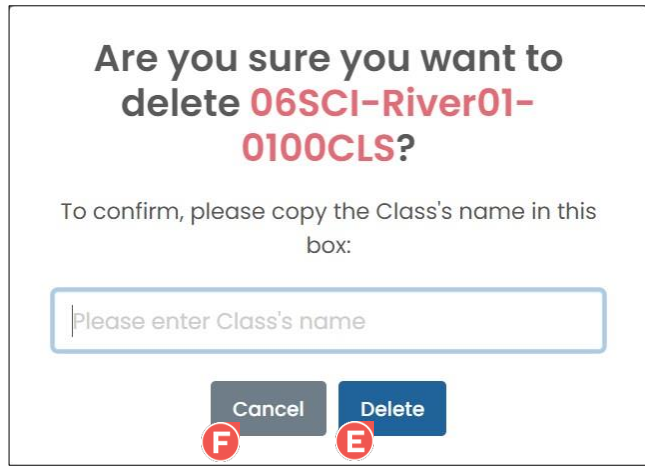 Are you sure you want to
delete 06SCI-River01-
0100CLS?
To confirm, please copy the Class's name in this
box:
Please enter Class's name
Cancel Delete
F E